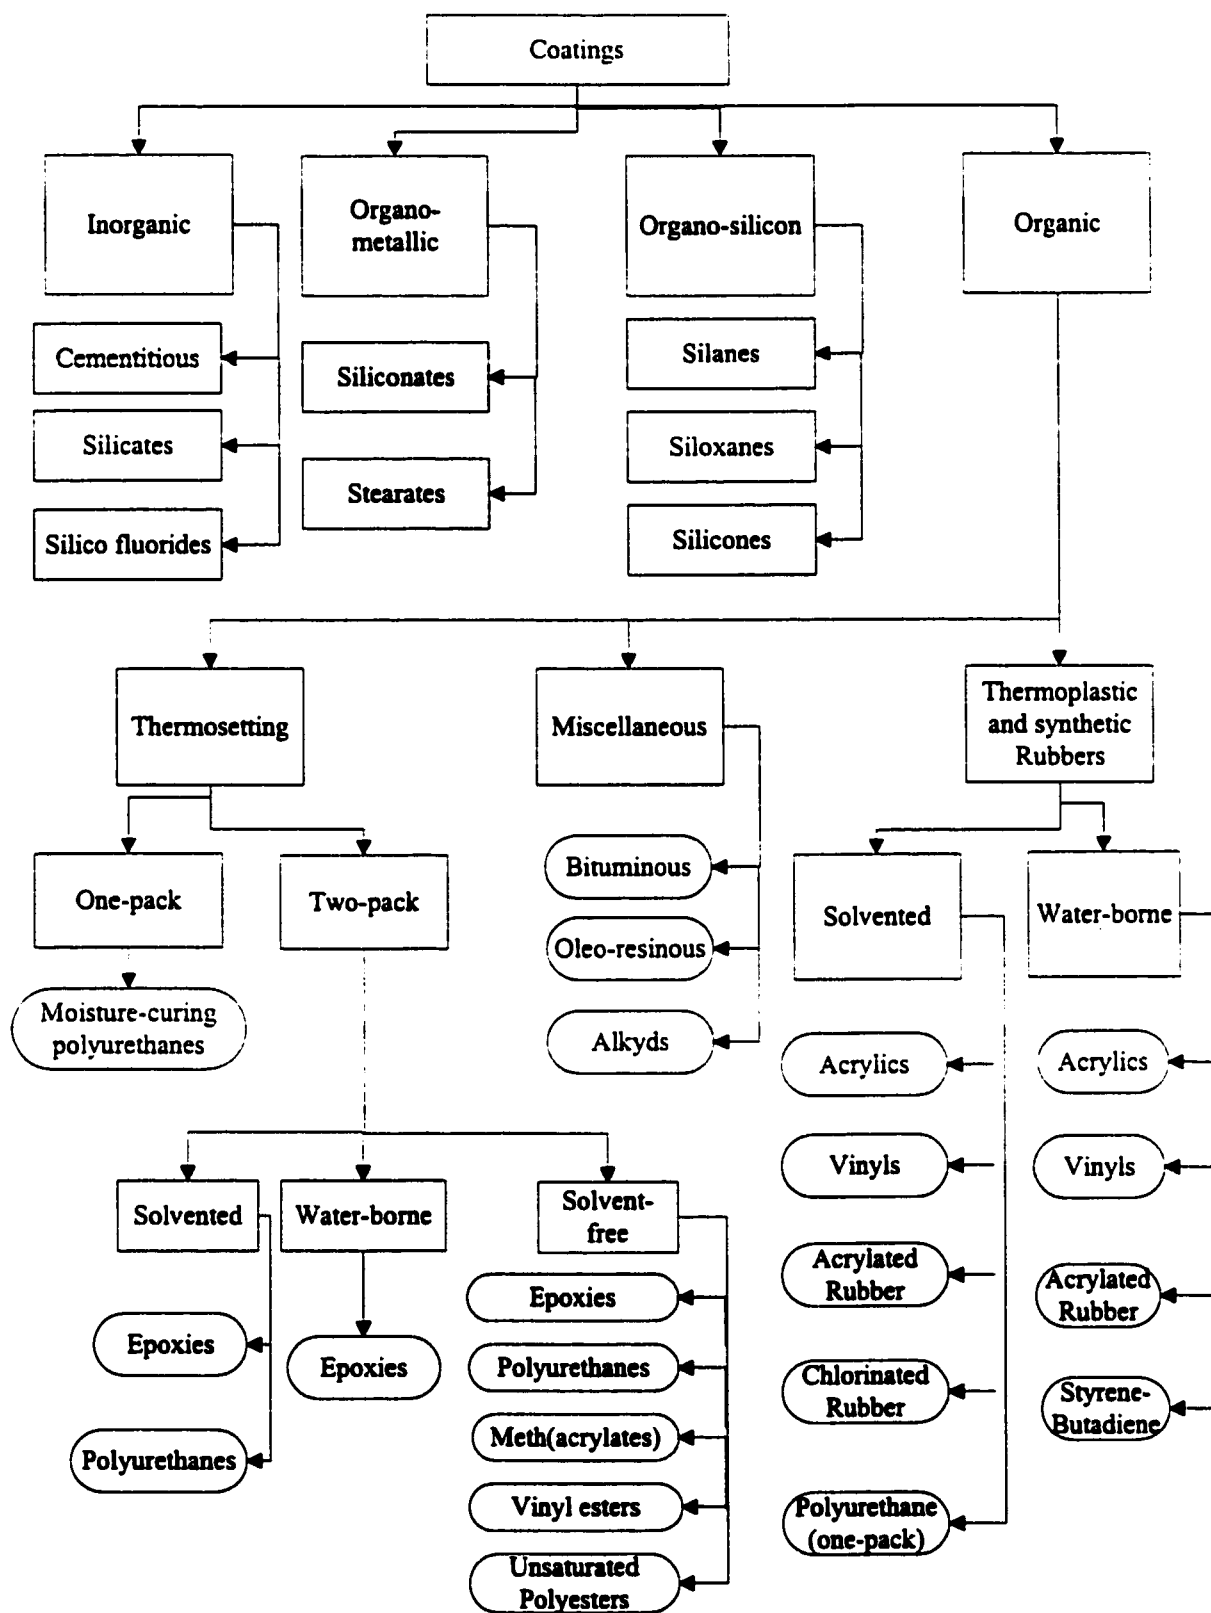 Coatings
Inorganic
Organo-
metallic
Organo-silicon
Organic
Cementitious
Silicates
Silico fluorides
Siliconates
Stearates
Silanes
Siloxanes
Silicones
Thermosetting
Miscellaneous
Thermoplastic
and synthetic
Rubbers
One-pack
Two-pack
Moisture-curing
polyurethanes
Bituminous
Oleo-resinous
Alkyds
Solvented
Water-borne
Solvented
Water-borne
Solvent-
free
Epoxies
Polyurethanes
Epoxies
Epoxies
Polyurethanes
Meth(acrylates)
Vinyl esters
Unsaturated
Polyesters
Acrylics
Vinyls
Acrylated
Rubber
Chlorinated
Rubber
Polyurethane
(one-pack)
Acrylics
Vinyls
Acrylated
Rubber
Styrene-
Butadiene